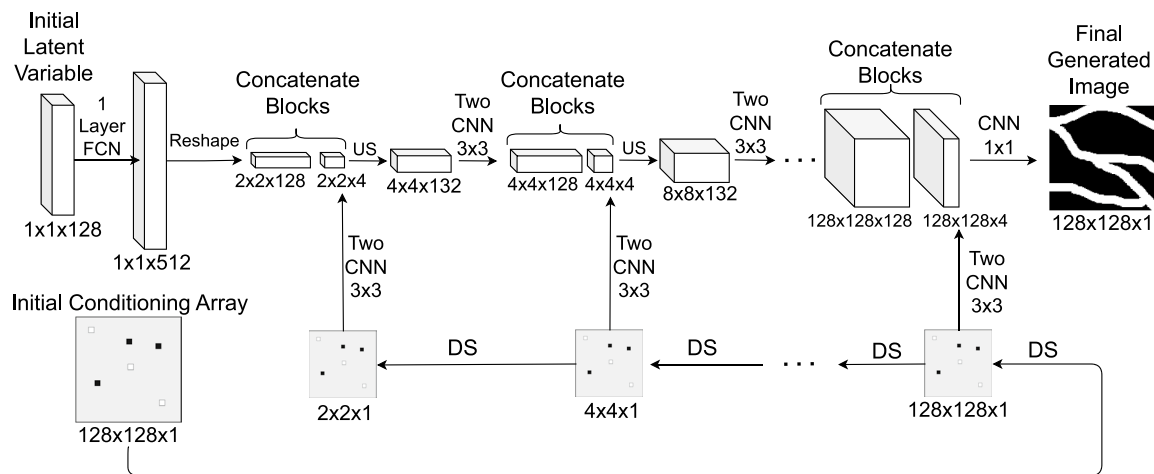 Initial
Latent
Variable
1
Layer
FCN
1x1x128
1x1x512
Reshape
Concatenate
Blocks
2x2x128
2x2x4
US
4x4x132
Two
CNN
3x3
Concatenate
Blocks
4x4x128
4x4x4
US
8x8x132
Two
CNN
3x3
. . .
Concatenate
Blocks
128x128x128
128x128x4
CNN
1x1
Final
Generated
Image
128x128x1
Two
CNN
3x3
Two
CNN
3x3
Two
CNN
3x3
Initial Conditioning Array
128x128x1
2x2x1
DS
4x4x1
DS
. . .
DS
128x128x1
DS